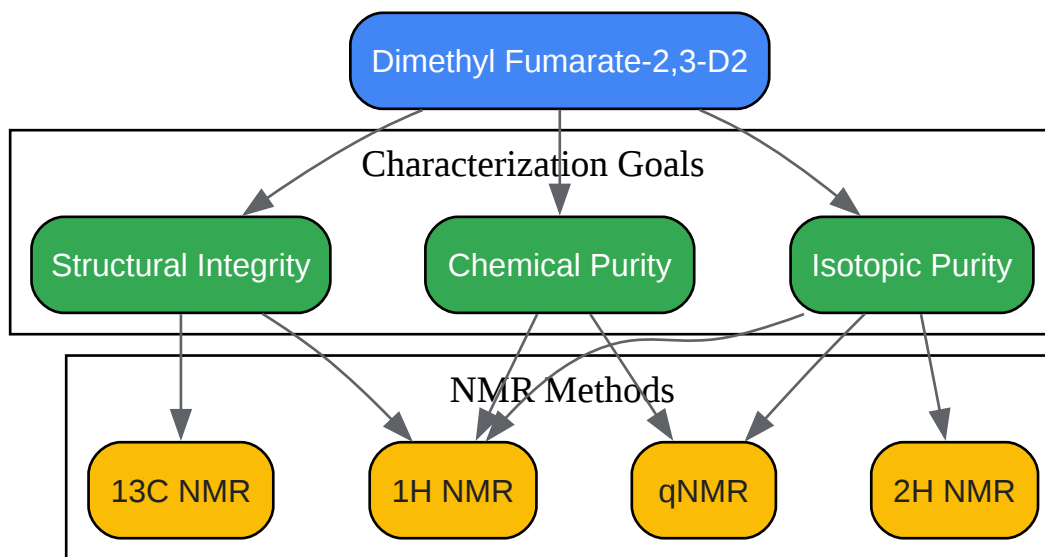 Dimethyl Fumarate-2,3-D2
Characterization Goals
Structural Integrity
Chemical Purity
Isotopic Purity
NMR Methods
13C NMR
1H NMR
qNMR
2H NMR